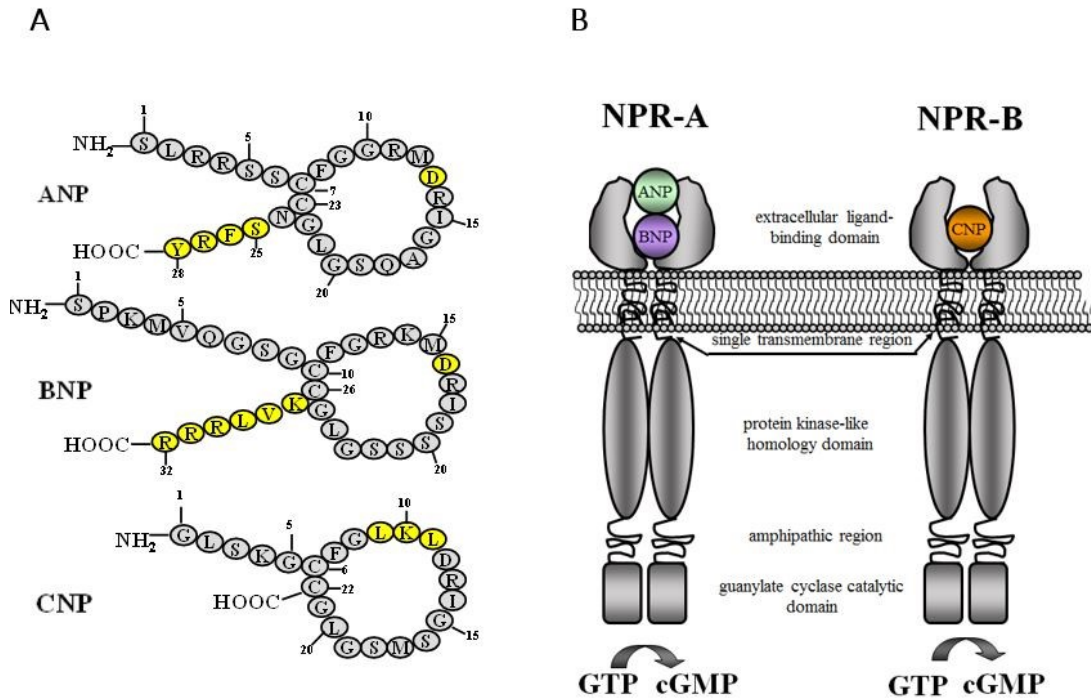 A
B
NPR-A
NPR-B
1
10
5
NH2
S L R R S S C F G G R M D R I G A Q S G L G C N S F R Y
ANP
7
23
15
HOOC
25
28
20
ANP
BNP
extracellular ligand-
binding domain
CNP
1
5
15
NH2
S P K M V Q G S G C F G R K M D R I S S S S G L G C K V L R R R
BNP
10
26
HOOC
32
20
single transmembrane region
protein kinase-like
homology domain
1
5
10
NH2
G L S K G C F G L K L D R I G S M S G L G C
6
22
HOOC
CNP
20
15
amphipathic region
guanylate cyclase catalytic
domain
GTP cGMP
GTP cGMP